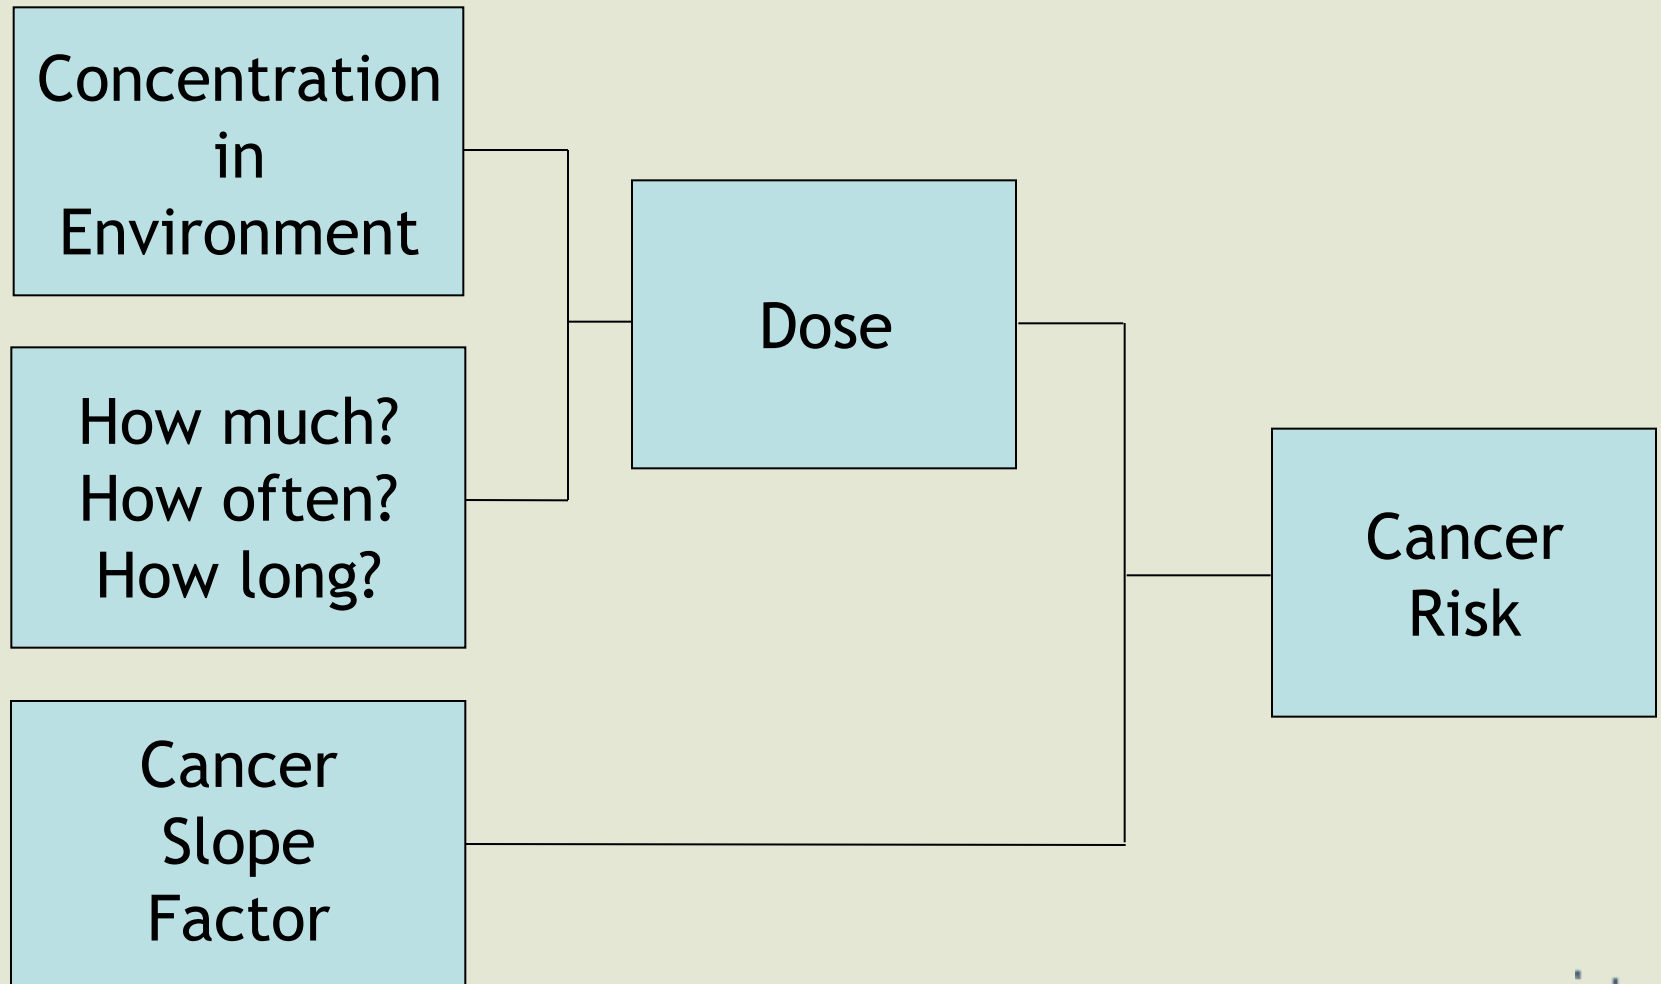 Concentration
in
Environment
How much?
How often?
How long?
Cancer
Slope
Factor
Dose
Cancer
Risk